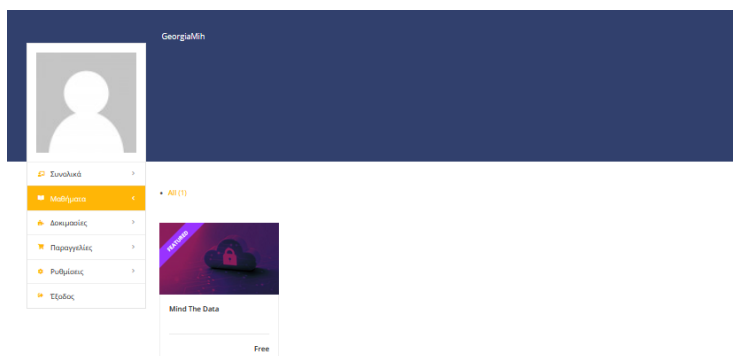 GeorgiaMih
Συνολικά
Μαθήματα
Δοκιμασίες
Παραγγελίες
Ρυθμίσεις
Έξοδος
All (1)
FEATURED
Mind The Data
Free